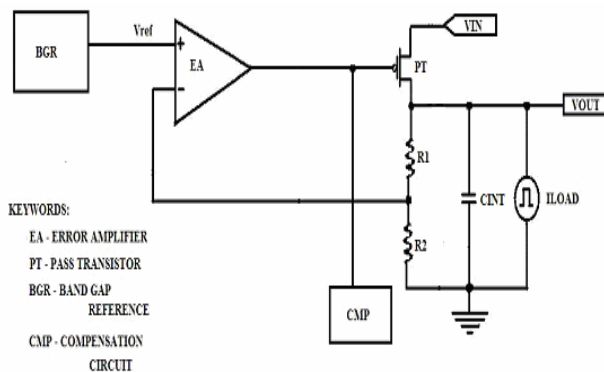 BGR
Vref
+
EA
-
PT
VIN
VOUT
R1
R2
CINT
ILOAD
CMP
KEYWORDS:
EA - ERROR AMPLIFIER
PT - PASS TRANSISTOR
BGR - BAND GAP
REFERENCE
CMP - COMPENSATION
CIRCUIT